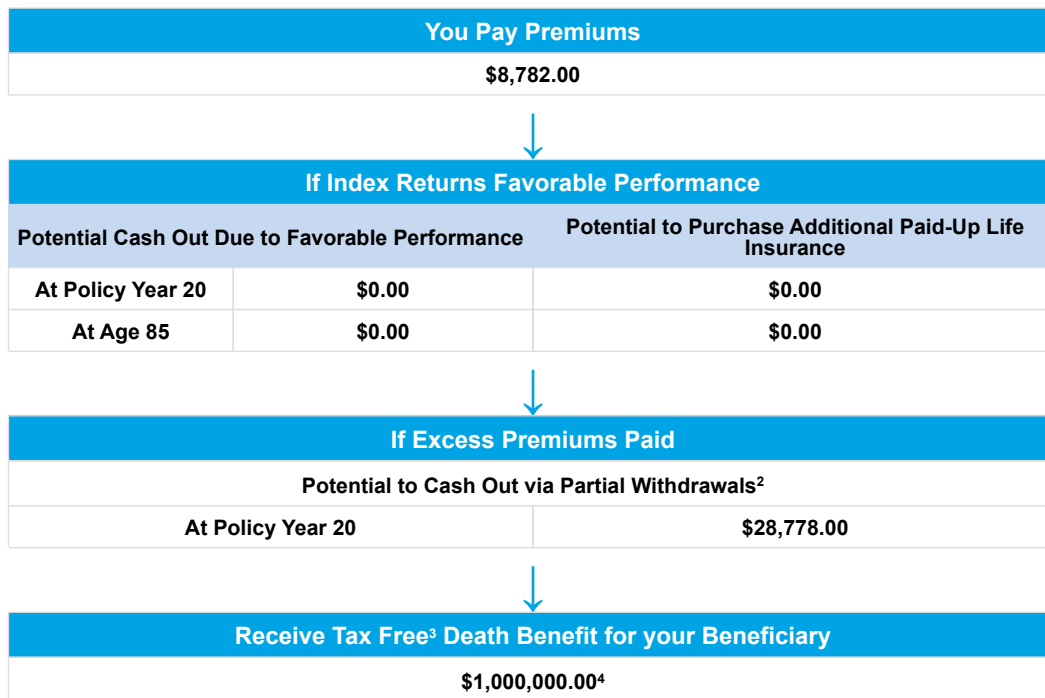 You Pay Premiums
$8,782.00
If Index Returns Favorable Performance
Potential Cash Out Due to Favorable Performance
Potential to Purchase Additional Paid-Up Life
Insurance
At Policy Year 20 $0.00 $0.00
At Age 85 $0.00 $0.00
If Excess Premiums Paid
Potential to Cash Out via Partial Withdrawals²
At Policy Year 20 $28,778.00
Receive Tax Free³ Death Benefit for your Beneficiary
$1,000,000.00⁴